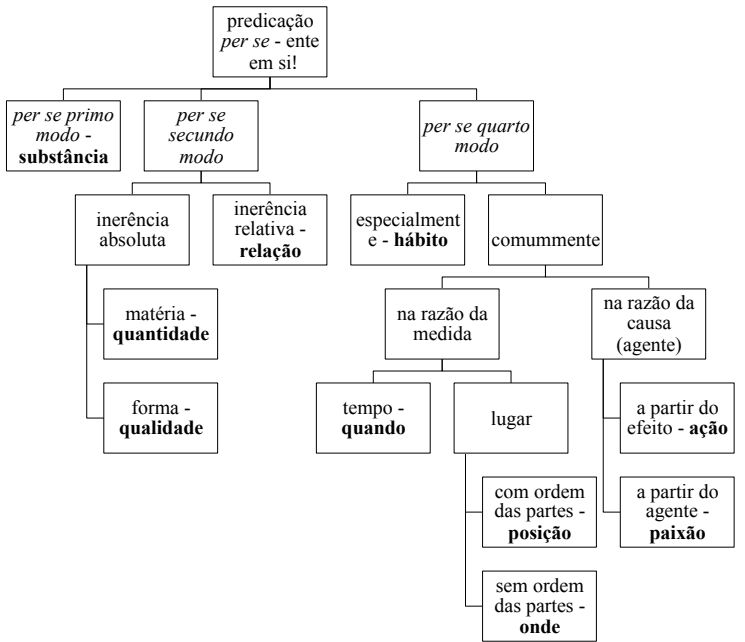 predicação
per se - ente
em si!
per se primo
modo -
substância
per se
secundo
modo
per se quarto
modo
inerência
absoluta
inerência
relativa -
relação
especialment
e - hábito
comummente
matéria -
quantidade
na razão da
medida
na razão da
causa
(agente)
forma -
qualidade
tempo -
quando
lugar
a partir do
efeito - ação
com ordem
das partes -
posição
a partir do
agente -
paixão
sem ordem
das partes -
onde